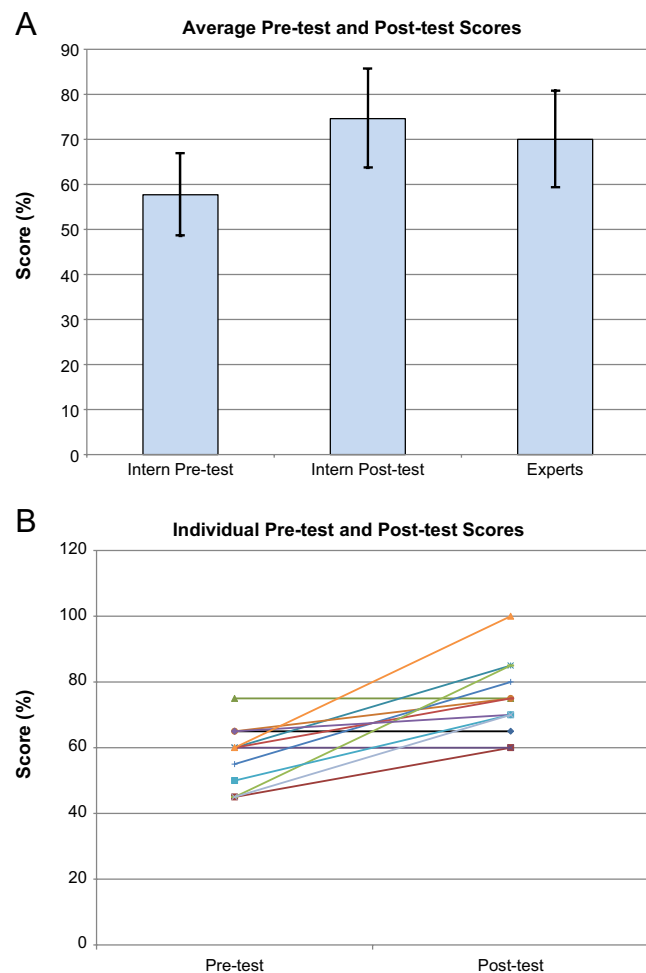 A
Average Pre-test and Post-test Scores
Score (%)
90
80
70
60
50
40
30
20
10
0
Intern Pre-test
Intern Post-test
Experts
B
Individual Pre-test and Post-test Scores
Score (%)
120
100
80
60
40
20
0
Pre-test
Post-test